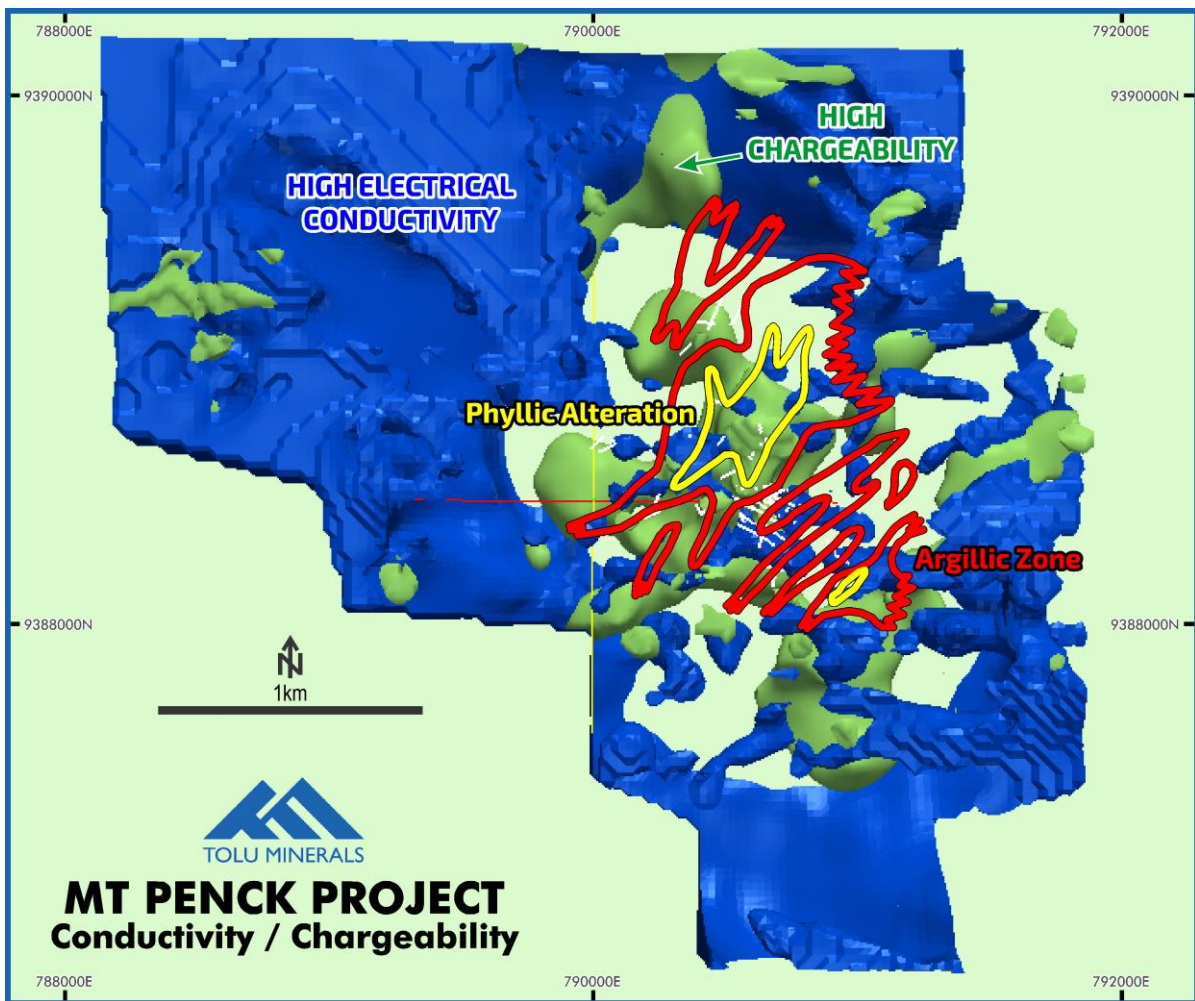 788000E
790000E
792000E
9390000N
9390000N
HIGH
CHARGEABILITY
HIGH ELECTRICAL
CONDUCTIVITY
Phyllic Alteration
Argillic Zone
9388000N
9388000N
N
1km
TOLU MINERALS
MT PENCK PROJECT
Conductivity / Chargeability
788000E
790000E
792000E